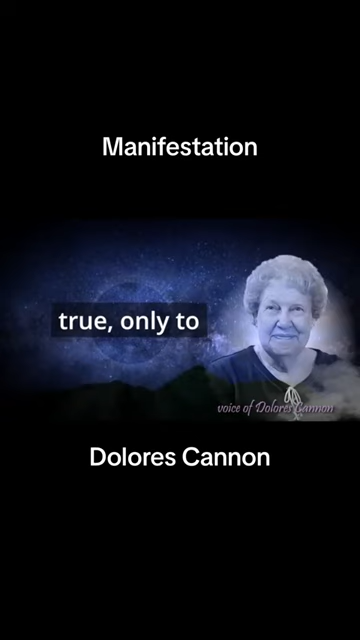 Manifestation
true, only to
voice of Dolores Cannon
Dolores Cannon